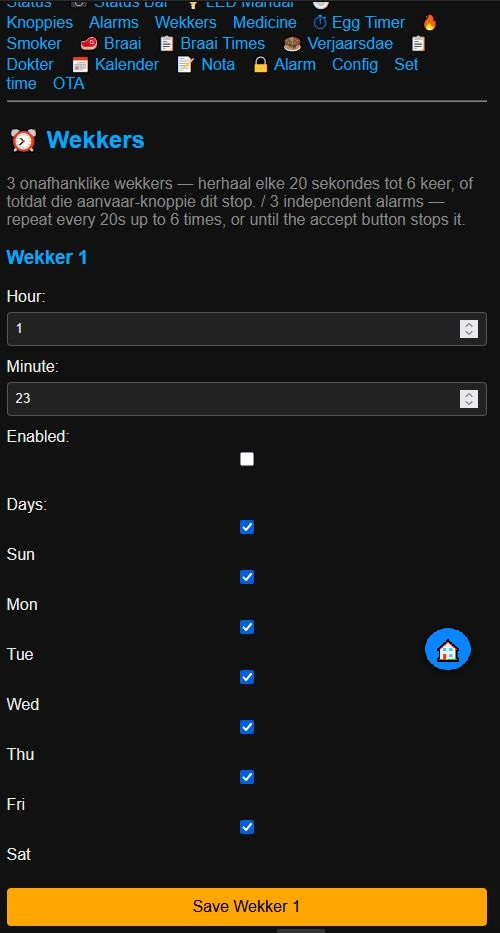 Status 📷 Status Bar 💡 LED Manual
Knoppies Alarms Wekkers Medicine ⏱ Egg Timer 🔥
Smoker 🥩 Braai 📋 Braai Times 🎂 Verjaarsdae 📋
Dokter 📅 Kalender 📝 Nota 🔒 Alarm Config Set
time OTA
⏰ Wekkers
3 onafhanklike wekkers — herhaal elke 20 sekondes tot 6 keer, of
totdat die aanvaar-knoppie dit stop. / 3 independent alarms —
repeat every 20s up to 6 times, or until the accept button stops it.
Wekker 1
Hour:
1
Minute:
23
Enabled:
Days:
Sun
Mon
Tue
Wed
Thu
Fri
Sat
Save Wekker 1